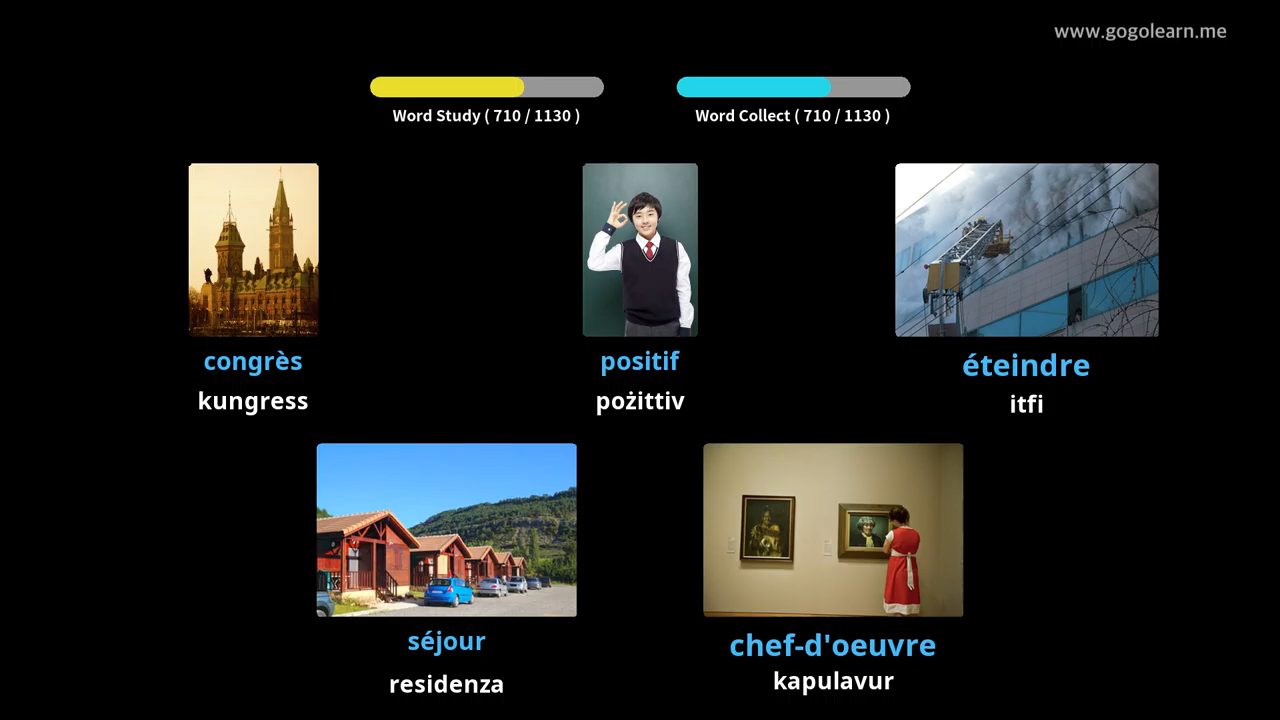 www.gogolearn.me
Word Study ( 710 / 1130 )
Word Collect ( 710 / 1130 )
congrès
kungress
positif
pożittiv
éteindre
itfi
séjour
residenza
chef-d'oeuvre
kapulavur